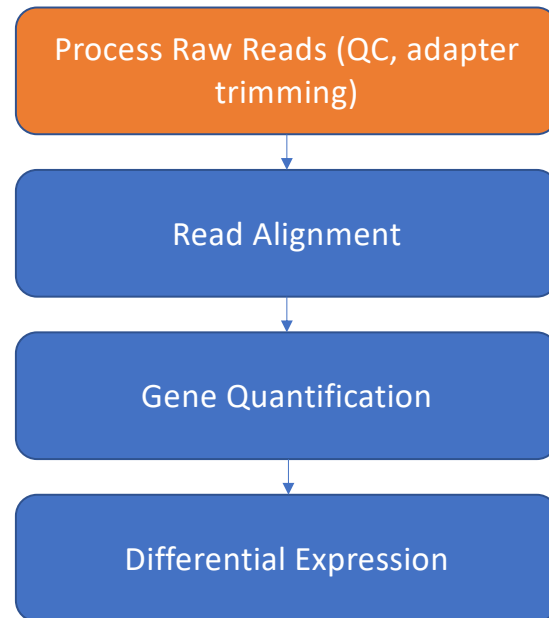 Process Raw Reads (QC, adapter
trimming)
Read Alignment
Gene Quantification
Differential Expression